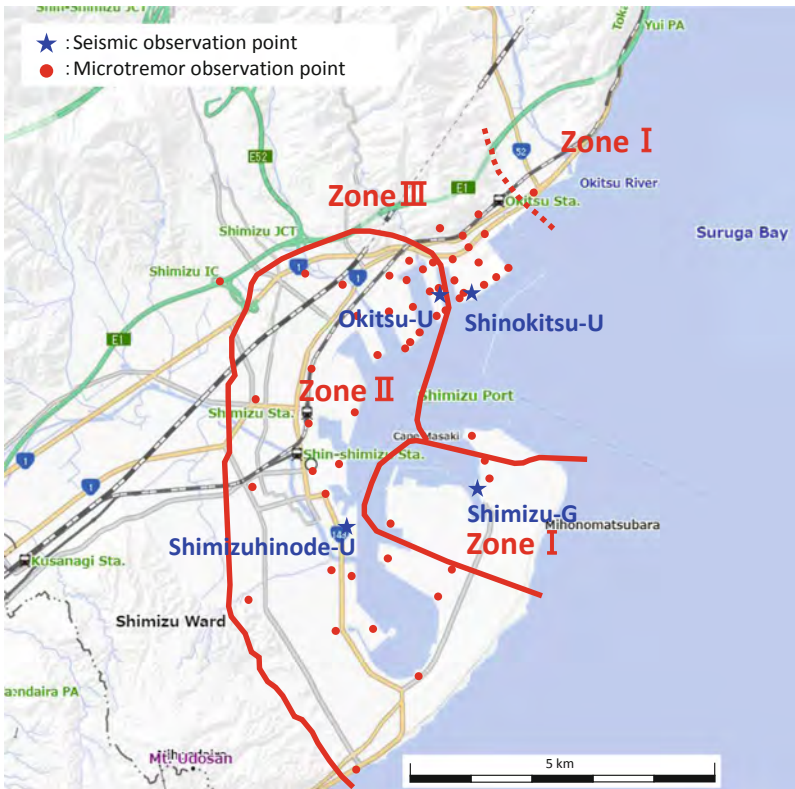 Shin-Shimizu JCT
Yui PA
★ : Seismic observation point
● : Microtremor observation point
52
Zone Ⅰ
E52
Okitsu River
E1
Zone Ⅲ
Okitsu Sta.
Shimizu JCT
Suruga Bay
1
Shimizu IC
1
Okitsu-U
Shinokitsu-U
E1
Zone Ⅱ
Shimizu Port
Shimizu Sta.
Cape Masaki
Shin-shimizu Sta.
1
1
Shimizu-G
Mihonomatsubara
Shimizuhinode-U
Zone Ⅰ
Kusanagi Sta.
Shimizu Ward
Mt. Udosan
5 km